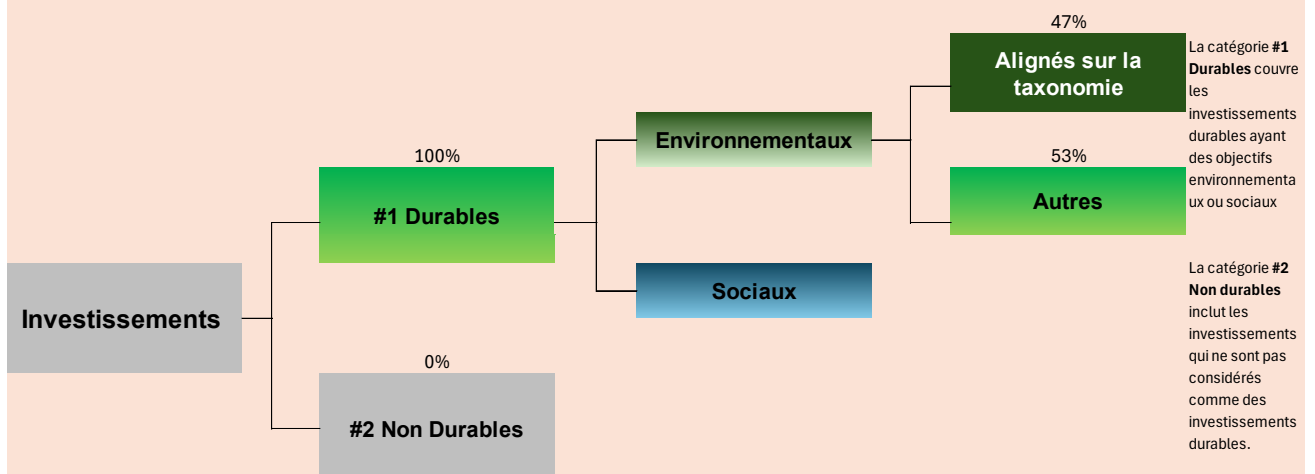 47%
Alignés sur la
taxonomie
Environnementaux
100%
53%
#1 Durables
Autres
Sociaux
Investissements
0%
#2 Non Durables
La catégorie #1
Durables couvre
les
investissements
durables ayant
des objectifs
environnementa
ux ou sociaux
La catégorie #2
Non durables
inclut les
investissements
qui ne sont pas
considérés
comme des
investissements
durables.